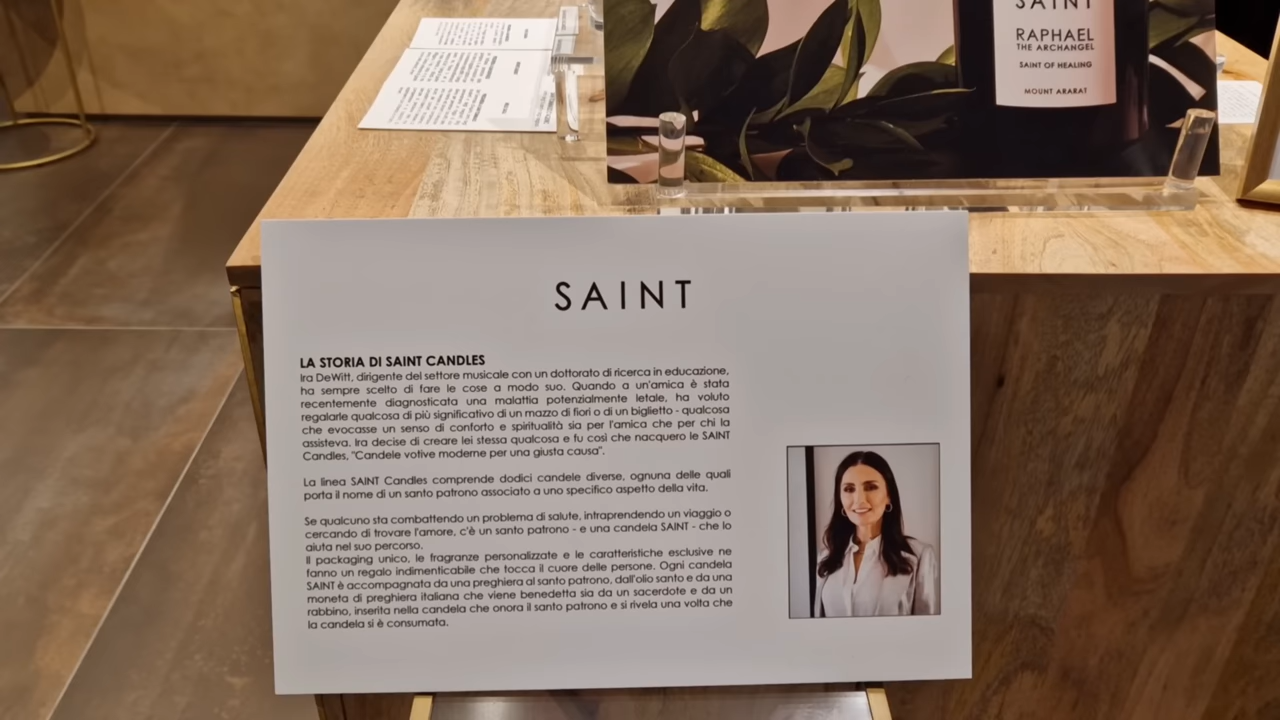 SAINT
RAPHAEL
THE ARCHANGEL
SAINT OF HEALING
MOUNT ARARAT
SAINT
LA STORIA DI SAINT CANDLES
Ira DeWitt, dirigente del settore musicale con un dottorato di ricerca in educazione,
ha sempre scelto di fare le cose a modo suo. Quando a un'amica è stata
recentemente diagnosticata una malattia potenzialmente letale, ha voluto
regalarle qualcosa di più significativo di un mazzo di fiori o di un biglietto - qualcosa
che evocasse un senso di conforto e spiritualità sia per l'amica che per chi la
assisteva. Ira decise di creare lei stessa qualcosa e fu così che nacquero le SAINT
Candles, "Candele votive moderne per una giusta causa".
La linea SAINT Candles comprende dodici candele diverse, ognuna delle quali
porta il nome di un santo patrono associato a uno specifico aspetto della vita.
Se qualcuno sta combattendo un problema di salute, intraprendendo un viaggio o
cercando di trovare l'amore, c'è un santo patrono - e una candela SAINT - che lo
aiuta nel suo percorso.
Il packaging unico, le fragranze personalizzate e le caratteristiche esclusive ne
fanno un regalo indimenticabile che tocca il cuore delle persone. Ogni candela
SAINT è accompagnata da una preghiera al santo patrono, dall'olio santo e da una
moneta di preghiera italiana che viene benedetta sia da un sacerdote e da un
rabbino, inserita nella candela che onora il santo patrono e si rivela una volta che
la candela si è consumata.